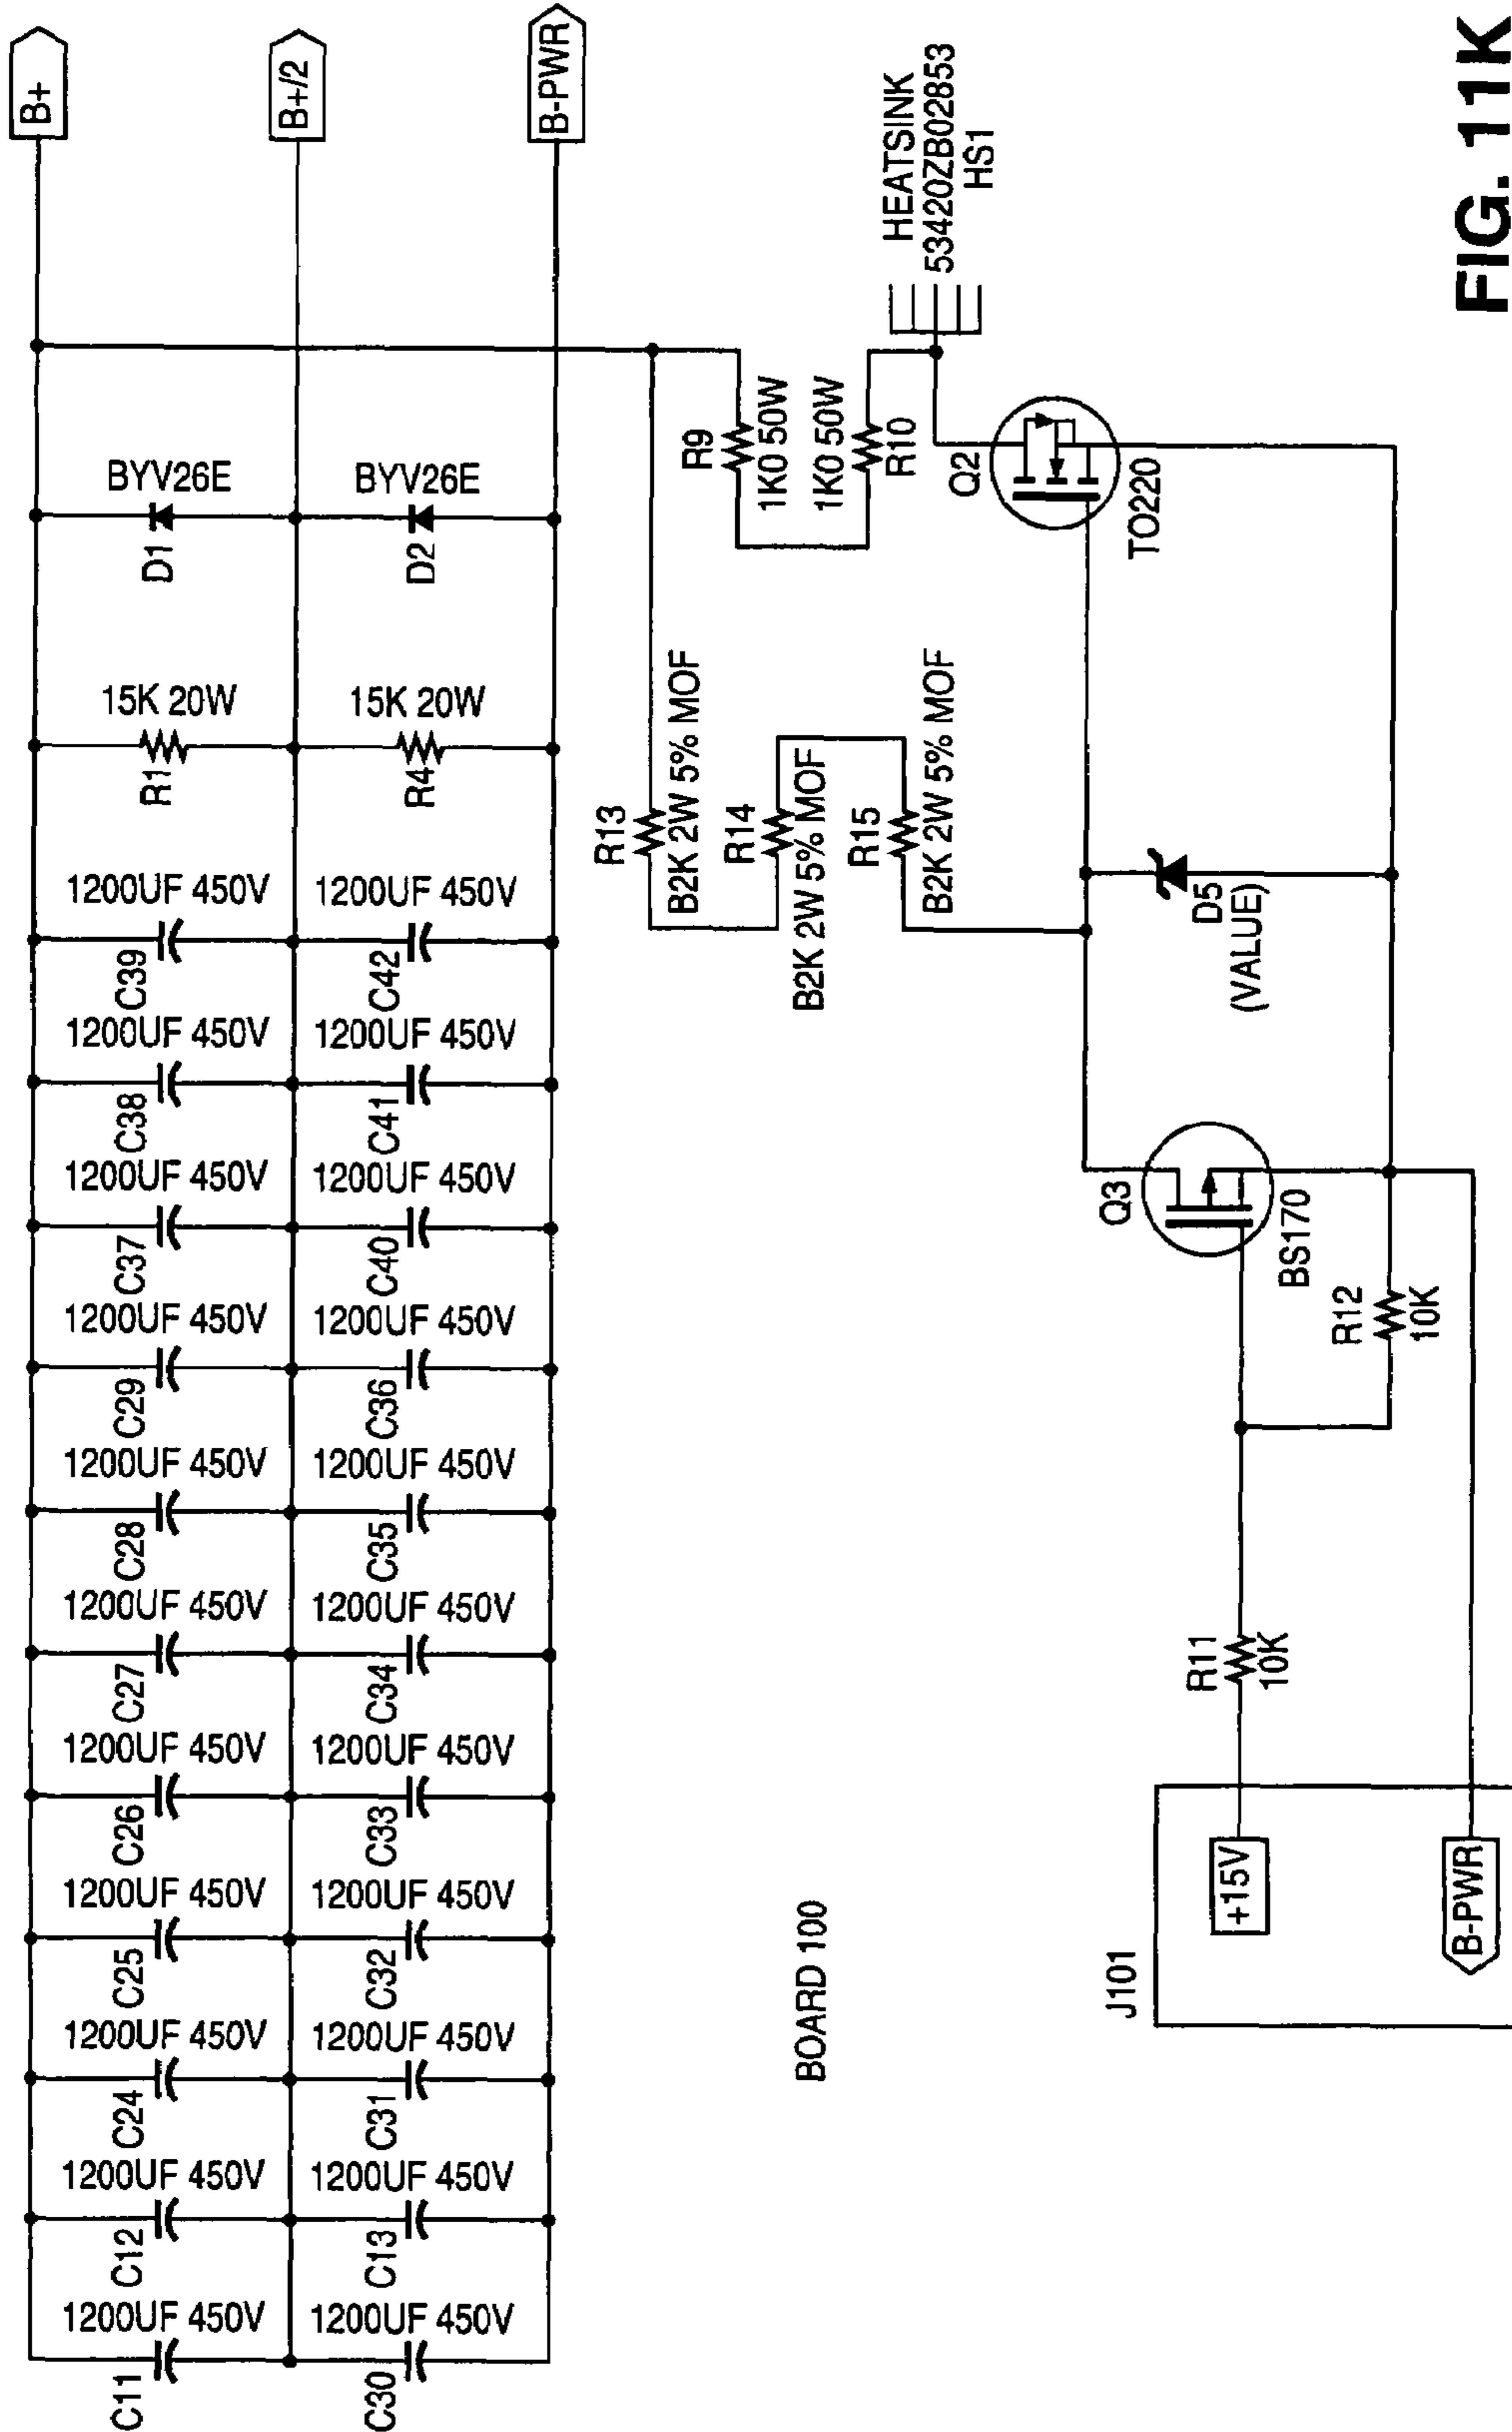 B+
B+/2
B-PWR
C11
1200UF 450V
C12
1200UF 450V
C24
1200UF 450V
C25
1200UF 450V
C26
1200UF 450V
C27
1200UF 450V
C28
1200UF 450V
C29
1200UF 450V
C37
1200UF 450V
C38
1200UF 450V
C39
1200UF 450V
R1
15K 20W
D1
BYV26E
C30
1200UF 450V
C13
1200UF 450V
C31
1200UF 450V
C32
1200UF 450V
C33
1200UF 450V
C34
1200UF 450V
C35
1200UF 450V
C36
1200UF 450V
C40
1200UF 450V
C41
1200UF 450V
C42
1200UF 450V
R4
15K 20W
D2
BYV26E
R13
B2K 2W 5% MOF
R14
B2K 2W 5% MOF
R15
B2K 2W 5% MOF
R9
1K0 50W
1K0 50W
R10
HEATSINK
53420ZB02853
HS1
Q2
TO220
D5
(VALUE)
Q3
BS170
R12
10K
R11
10K
BOARD 100
J101
+15V
B-PWR
FIG. 11K